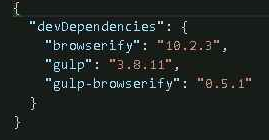 {
"devDependencies": {
"browserify": "10.2.3",
"gulp": "3.8.11",
"gulp-browserify": "0.5.1"
}
}